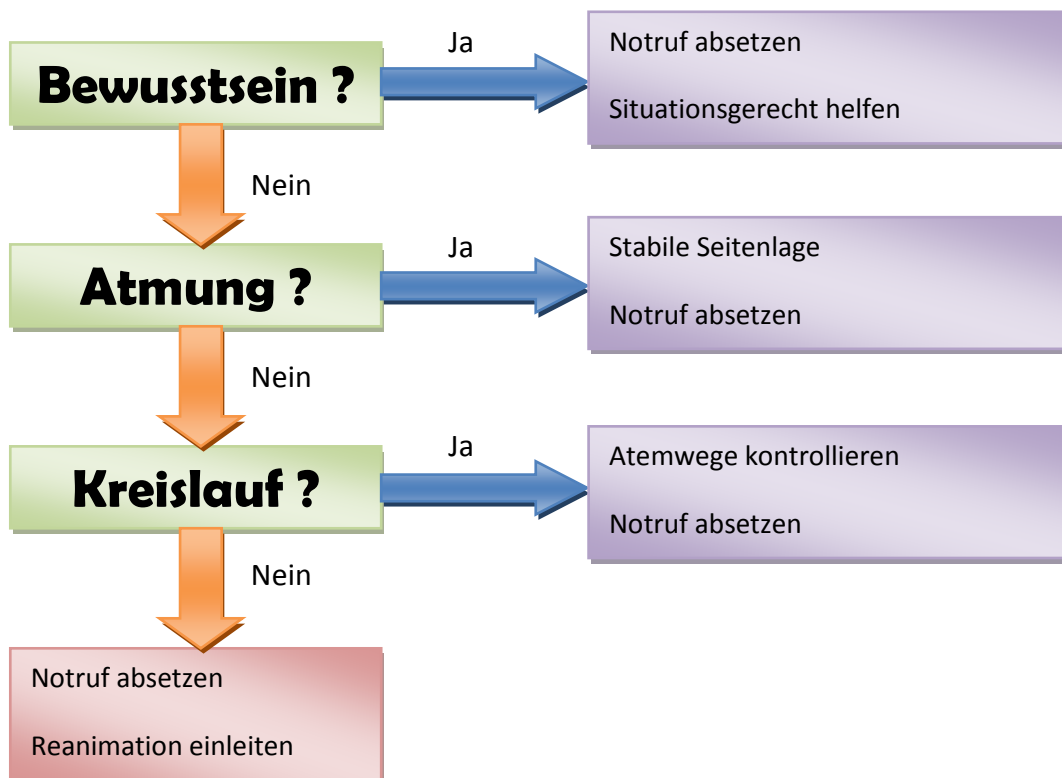 Bewusstsein ?
Ja
Notruf absetzen
Situationsgerecht helfen
Nein
Atmung ?
Ja
Stabile Seitenlage
Notruf absetzen
Nein
Kreislauf ?
Ja
Atemwege kontrollieren
Notruf absetzen
Nein
Notruf absetzen
Reanimation einleiten